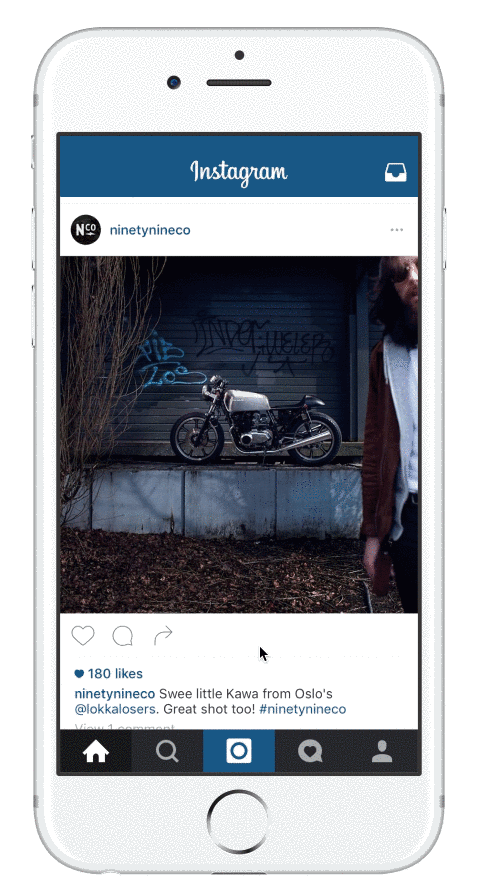 Instagram
NCO
ninetynineco
180 likes
ninetynineco Swee little Kawa from Oslo's
@lokkalosers. Great shot too! #ninetynineco
View 1 comment